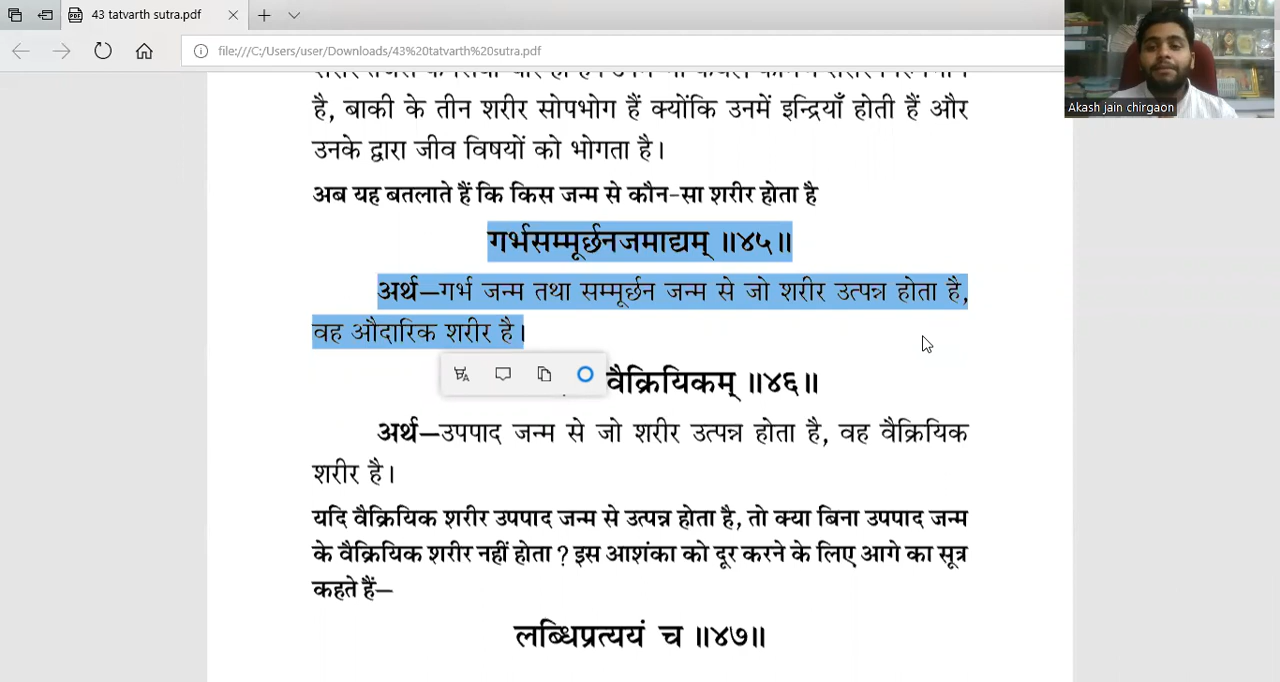 43 tatvarth sutra.pdf
file:///C:/Users/user/Downloads/43%20tatvarth%20sutra.pdf
Akash jain chirgaon
है, बाकी के तीन शरीर सोपभोग हैं क्योंकि उनमें इन्द्रियाँ होती हैं और
उनके द्वारा जीव विषयों को भोगता है।
अब यह बतलाते हैं कि किस जन्म से कौन-सा शरीर होता है
गर्भसम्मूर्छनजमाद्यम् ॥४५॥
अर्थ—गर्भ जन्म तथा सम्मूर्छन जन्म से जो शरीर उत्पन्न होता है,
वह औदारिक शरीर है।
वैक्रियिकम् ॥४६॥
अर्थ—उपपाद जन्म से जो शरीर उत्पन्न होता है, वह वैक्रियिक
शरीर है।
यदि वैक्रियिक शरीर उपपाद जन्म से उत्पन्न होता है, तो क्या बिना उपपाद जन्म
के वैक्रियिक शरीर नहीं होता ? इस आशंका को दूर करने के लिए आगे का सूत्र
कहते हैं—
लब्धिप्रत्ययं च ॥४७॥